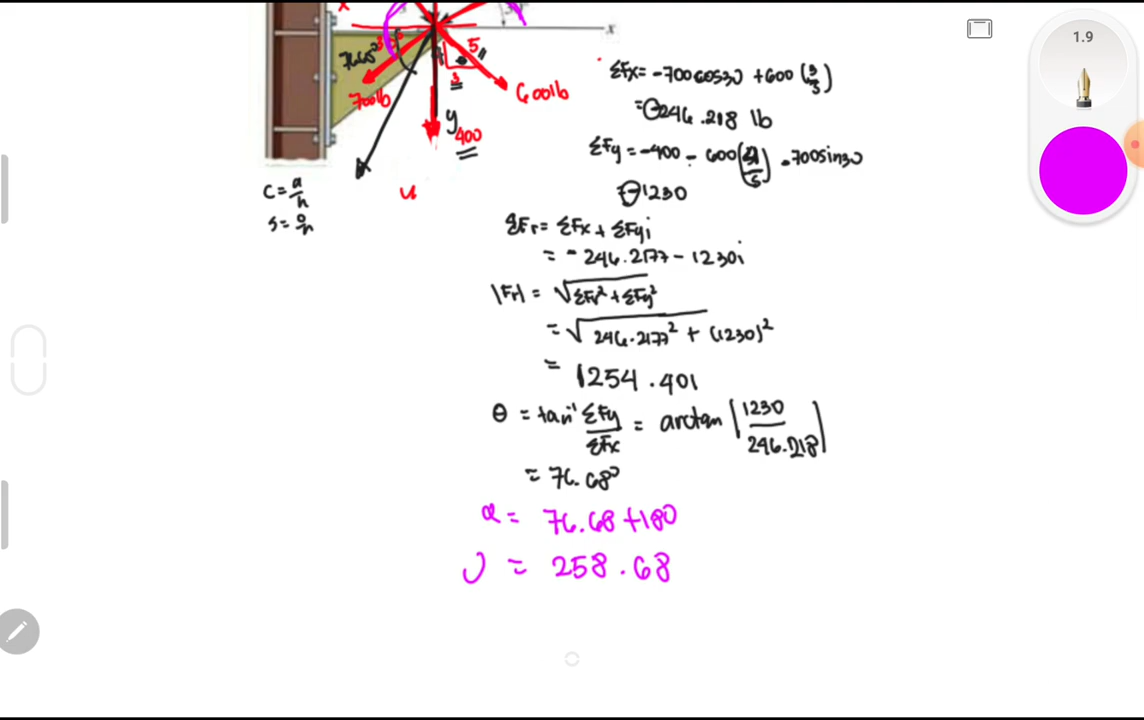 x
x
5
3
700lb
600lb
y
400
u
C = a/h
s = o/h
ΣFx = -700cos30 + 600 (3/5)
= -246.218 lb
ΣFy = -400 - 600(4/5) - 700sin30
= -1230
ΣFr = ΣFx + ΣFyi
= -246.2177 - 1230i
|Fr| = √ΣFx² + ΣFy²
= √246.2177² + (1230)²
= 1254.401
θ = tan⁻¹ ΣFy/ΣFx = arctan |1230/246.218|
= 76.68°
α = 76.68 + 180
= 258.68
1.9